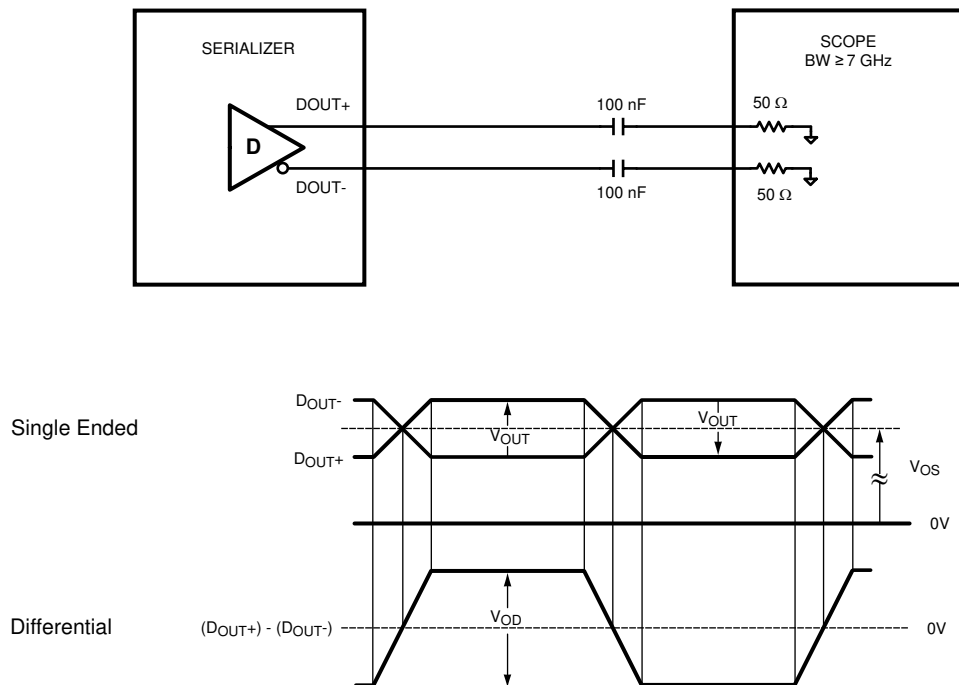 SERIALIZER
SCOPE
BW ≥ 7 GHz
DOUT+
100 nF
50 Ω
D
DOUT-
100 nF
50 Ω
Single Ended
DOUT-
VOUT
VOUT
DOUT+
VOS
0V
Differential
(DOUT+) - (DOUT-)
VOD
0V